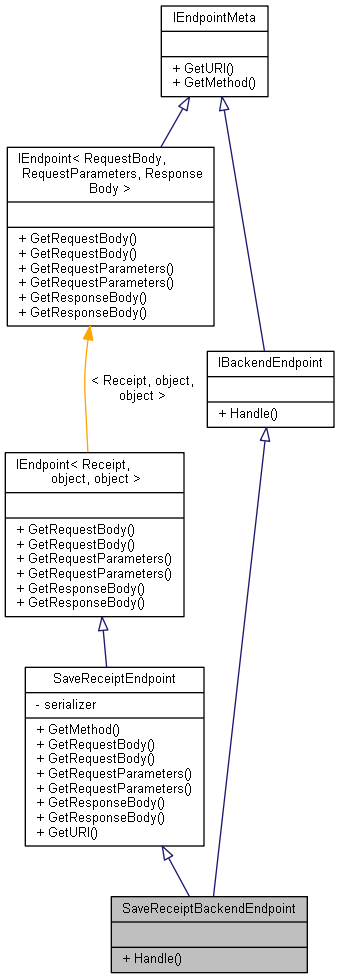 IEndpointMeta
+ GetURI()
+ GetMethod()
IEndpoint< RequestBody,
RequestParameters, Response
Body >
+ GetRequestBody()
+ GetRequestBody()
+ GetRequestParameters()
+ GetRequestParameters()
+ GetResponseBody()
+ GetResponseBody()
IBackendEndpoint
+ Handle()
< Receipt, object,
object >
IEndpoint< Receipt,
object, object >
+ GetRequestBody()
+ GetRequestBody()
+ GetRequestParameters()
+ GetRequestParameters()
+ GetResponseBody()
+ GetResponseBody()
SaveReceiptEndpoint
- serializer
+ GetMethod()
+ GetRequestBody()
+ GetRequestBody()
+ GetRequestParameters()
+ GetRequestParameters()
+ GetResponseBody()
+ GetResponseBody()
+ GetURI()
SaveReceiptBackendEndpoint
+ Handle()